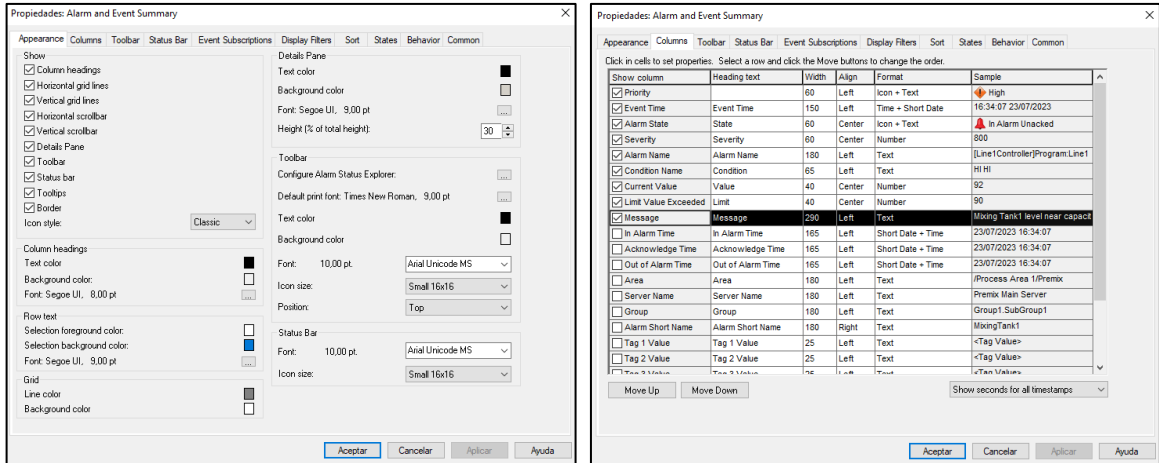 Propiedades: Alarm and Event Summary
Appearance Columns Toolbar Status Bar Event Subscriptions Display Filters Sort States Behavior Common
Show
Column headings
Horizontal grid lines
Vertical grid lines
Horizontal scrollbar
Vertical scrollbar
Details Pane
Toolbar
Status bar
Tooltips
Border
Icon style: Classic
Column headings
Text color
Background color:
Font: Segoe UI, 8,00 pt
Row text
Selection foreground color:
Selection background color:
Font: Segoe UI, 9,00 pt
Grid
Line color
Background color
Details Pane
Text color
Background color
Font: Segoe UI, 9,00 pt
Height (% of total height): 30
Toolbar
Configure Alarm Status Explorer:
Default print font: Times New Roman, 9,00 pt
Text color
Background color
Font: 10,00 pt. Arial Unicode MS
Icon size: Small 16x16
Position: Top
Status Bar
Font: 10,00 pt. Arial Unicode MS
Icon size: Small 16x16
Aceptar Cancelar Aplicar Ayuda
Propiedades: Alarm and Event Summary
Appearance Columns Toolbar Status Bar Event Subscriptions Display Filters Sort States Behavior Common
Click in cells to set properties. Select a row and click the Move buttons to change the order.
Show column Heading text Width Align Format Sample
Priority 60 Left Icon + Text High
Event Time Event Time 150 Left Time + Short Date 16:34:07 23/07/2023
Alarm State State 60 Center Icon + Text In Alarm Unacked
Severity Severity 60 Center Number 800
Alarm Name Alarm Name 180 Left Text [Line1Controller]Program:Line1
Condition Name Condition 65 Left Text HI HI
Current Value Value 40 Center Number 92
Limit Value Exceeded Limit 40 Center Number 90
Message Message 290 Left Text Mixing Tank1 level near capacit
In Alarm Time In Alarm Time 165 Left Short Date + Time 23/07/2023 16:34:07
Acknowledge Time Acknowledge Time 165 Left Short Date + Time 23/07/2023 16:34:07
Out of Alarm Time Out of Alarm Time 165 Left Short Date + Time 23/07/2023 16:34:07
Area Area 180 Left Text /Process Area 1/Premix
Server Name Server Name 180 Left Text Premix Main Server
Group Group 180 Left Text Group1.SubGroup1
Alarm Short Name Alarm Short Name 180 Right Text MixingTank1
Tag 1 Value Tag 1 Value 25 Left Text <Tag Value>
Tag 2 Value Tag 2 Value 25 Left Text <Tag Value>
Tag 3 Value Tag 3 Value 25 Left Text <Tag Value>
Move Up Move Down Show seconds for all timestamps
Aceptar Cancelar Aplicar Ayuda